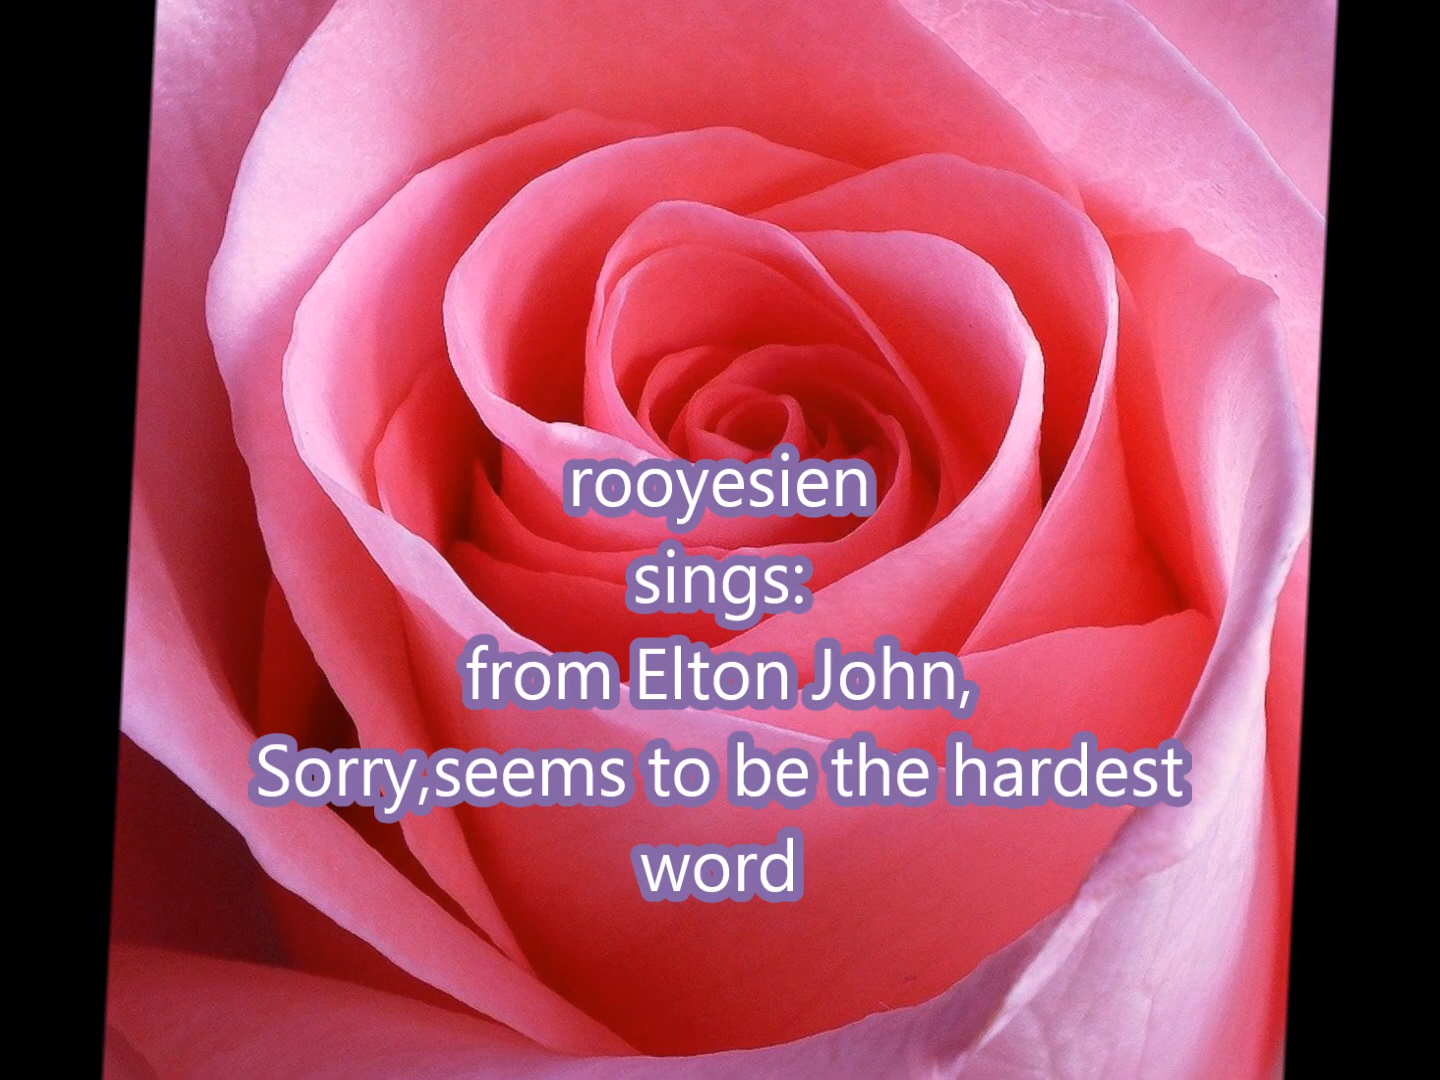 rooyesien
sings:
from Elton John,
Sorry,seems to be the hardest
word